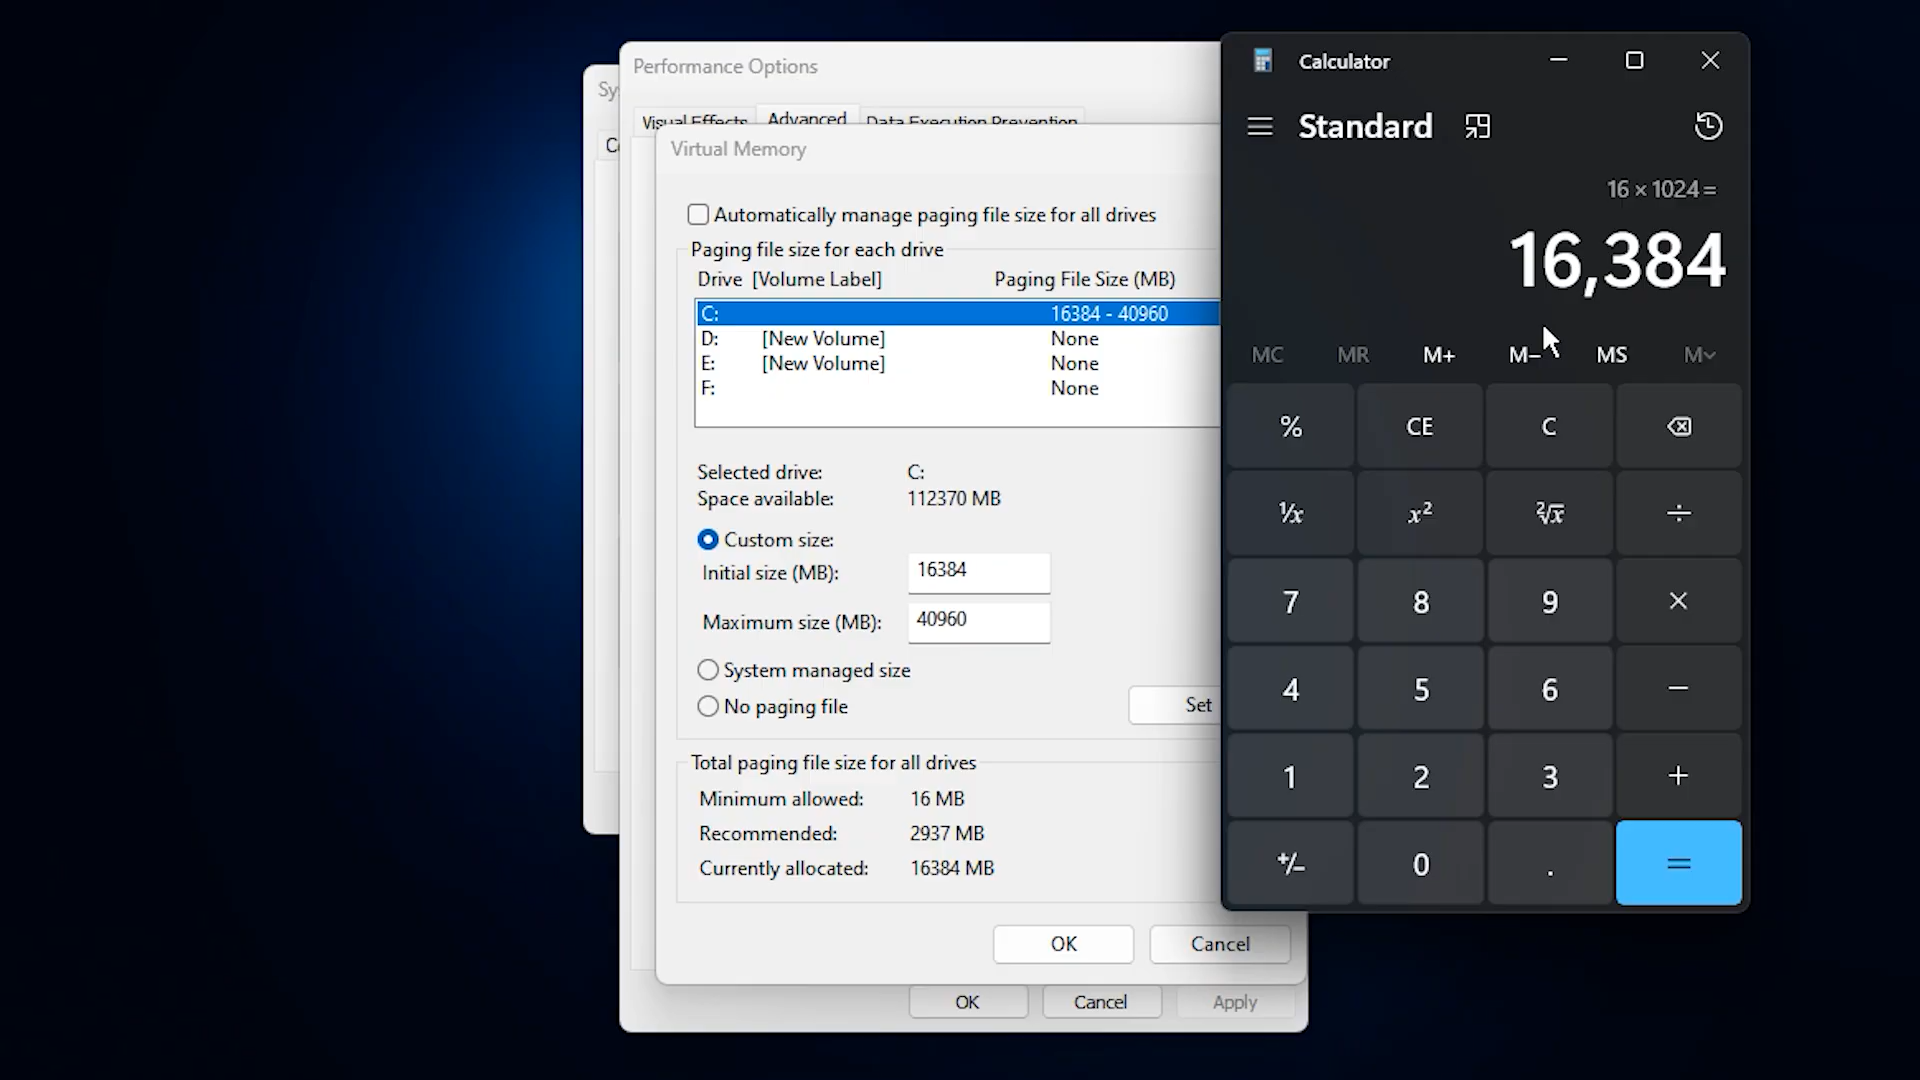 Sy
Performance Options
Visual Effects
Advanced
Data Execution Prevention
Virtual Memory
Automatically manage paging file size for all drives
Paging file size for each drive
Drive [Volume Label] Paging File Size (MB)
C: 16384 - 40960
D: [New Volume] None
E: [New Volume] None
F: None
Selected drive: C:
Space available: 112370 MB
Custom size:
Initial size (MB): 16384
Maximum size (MB): 40960
System managed size
No paging file
Set
Total paging file size for all drives
Minimum allowed: 16 MB
Recommended: 2937 MB
Currently allocated: 16384 MB
OK Cancel
OK Cancel Apply
Calculator
Standard
16 × 1024 =
16,384
MC MR M+ M− MS M
% CE C
⅟x x² ²√x ÷
7 8 9 ×
4 5 6 −
1 2 3 +
+/− 0 . =